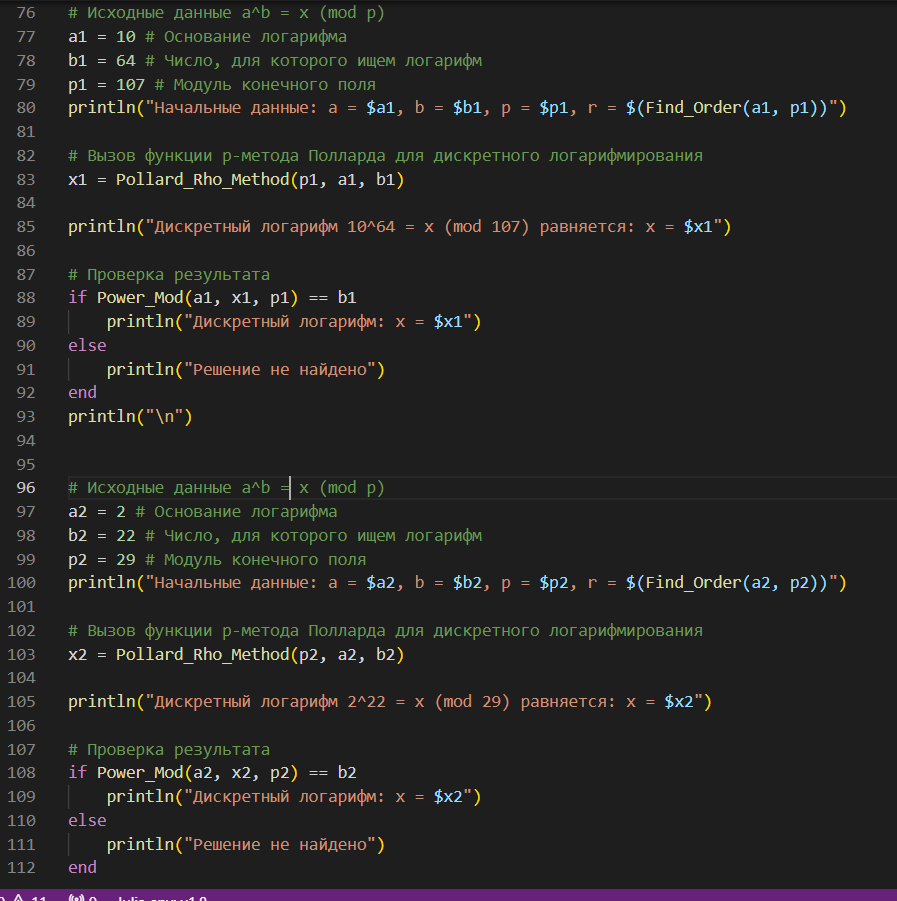 76 # Исходные данные a^b = x (mod p)
77 a1 = 10 # Основание логарифма
78 b1 = 64 # Число, для которого ищем логарифм
79 p1 = 107 # Модуль конечного поля
80 println("Начальные данные: a = $a1, b = $b1, p = $p1, r = $(Find_Order(a1, p1))")
81
82 # Вызов функции p-метода Полларда для дискретного логарифмирования
83 x1 = Pollard_Rho_Method(p1, a1, b1)
84
85 println("Дискретный логарифм 10^64 = x (mod 107) равняется: x = $x1")
86
87 # Проверка результата
88 if Power_Mod(a1, x1, p1) == b1
89 println("Дискретный логарифм: x = $x1")
90 else
91 println("Решение не найдено")
92 end
93 println("\n")
94
95
96 # Исходные данные a^b = x (mod p)
97 a2 = 2 # Основание логарифма
98 b2 = 22 # Число, для которого ищем логарифм
99 p2 = 29 # Модуль конечного поля
100 println("Начальные данные: a = $a2, b = $b2, p = $p2, r = $(Find_Order(a2, p2))")
101
102 # Вызов функции p-метода Полларда для дискретного логарифмирования
103 x2 = Pollard_Rho_Method(p2, a2, b2)
104
105 println("Дискретный логарифм 2^22 = x (mod 29) равняется: x = $x2")
106
107 # Проверка результата
108 if Power_Mod(a2, x2, p2) == b2
109 println("Дискретный логарифм: x = $x2")
110 else
111 println("Решение не найдено")
112 end